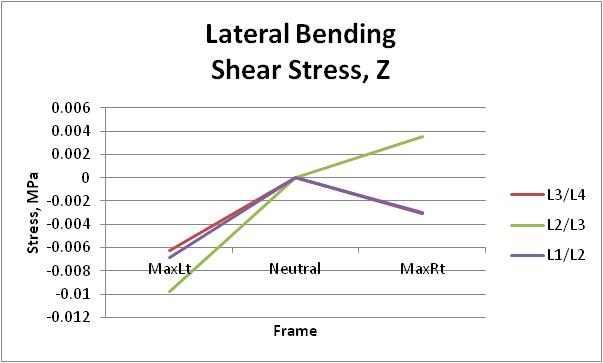 Lateral Bending
Shear Stress, Z
0.006
0.004
0.002
0
-0.002
-0.004
-0.006
-0.008
-0.01
-0.012
Stress, MPa
MaxLt Neutral MaxRt
Frame
L3/L4
L2/L3
L1/L2